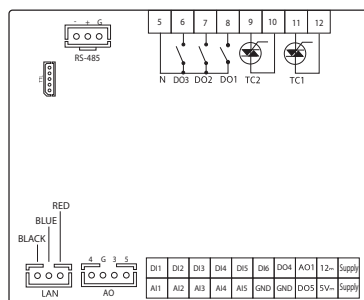 - + G
RS-485
5 6 7 8 9 10 11 12
N DO3 DO2 DO1 TC2 TC1
RED
BLUE
BLACK
LAN
4 G 3 5
AO
DI1 DI2 DI3 DI4 DI5 DI6 DO4 AO1 12⎓ Supply
AI1 AI2 AI3 AI4 AI5 GND GND DO5 5V⎓ Supply